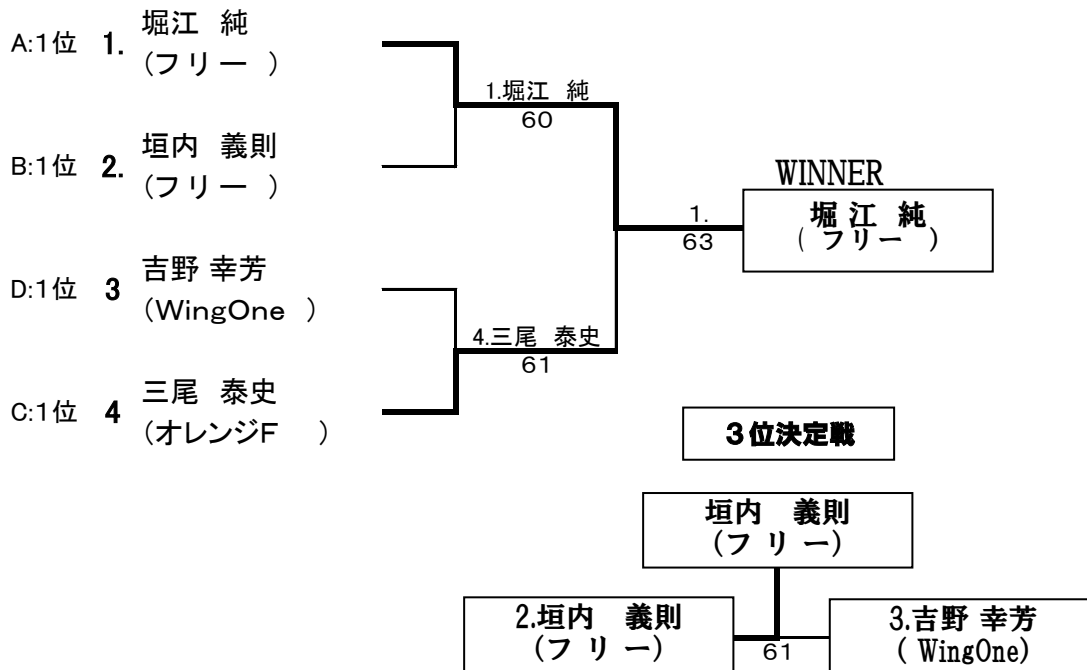 A:1位 1. 堀江 純
(フリー )
1.堀江 純
60
B:1位 2. 垣内 義則
(フリー )
WINNER
堀 江 純
( フリー )
1.
63
D:1位 3 吉野 幸芳
(WingOne )
4.三尾 泰史
61
C:1位 4 三尾 泰史
(オレンジF )
3位決定戦
垣内 義則
(フリー)
2.垣内 義則
(フリー)
61
3.吉野 幸芳
( WingOne)